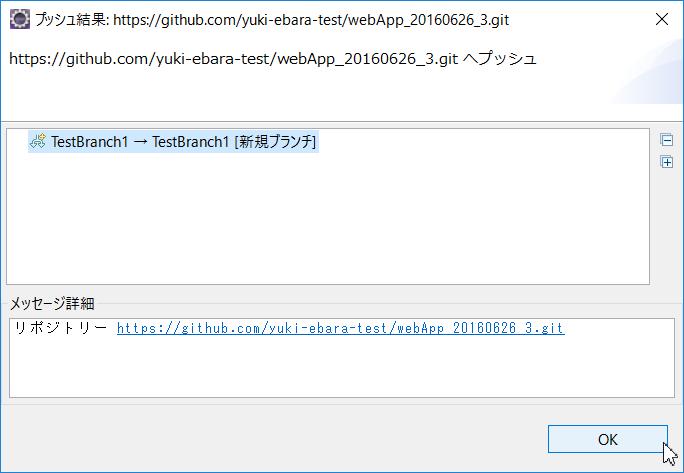 プッシュ結果: https://github.com/yuki-ebara-test/webApp_20160626_3.git
https://github.com/yuki-ebara-test/webApp_20160626_3.git へプッシュ
TestBranch1 → TestBranch1 [新規ブランチ]
メッセージ詳細
リポジトリー https://github.com/yuki-ebara-test/webApp_20160626_3.git
OK